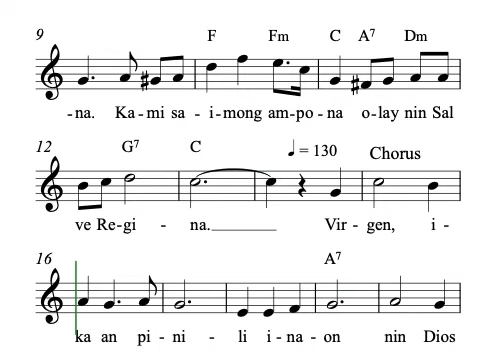 9 F Fm C A7 Dm
-na. Ka-mi sa-i-mong am-po-na o-lay nin Sal
12 G7 C ♩ = 130 Chorus
ve Re-gi - na.______ Vir - gen, i -
16 A7
ka an pi - ni - li i - na - on nin Dios